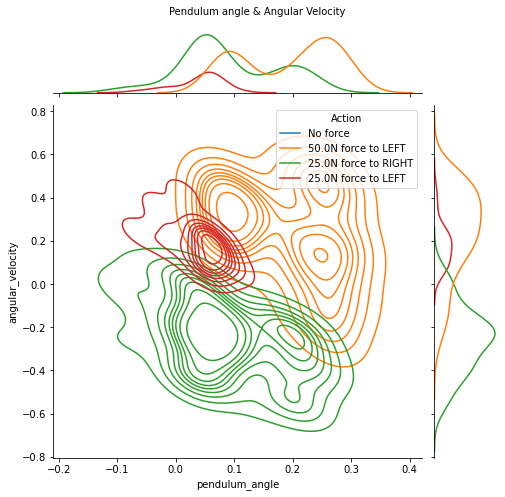 Pendulum angle & Angular Velocity
Action
No force
50.0N force to LEFT
25.0N force to RIGHT
25.0N force to LEFT
0.8
0.6
0.4
0.2
0.0
−0.2
−0.4
−0.6
−0.8
angular_velocity
−0.2 −0.1 0.0 0.1 0.2 0.3 0.4
pendulum_angle